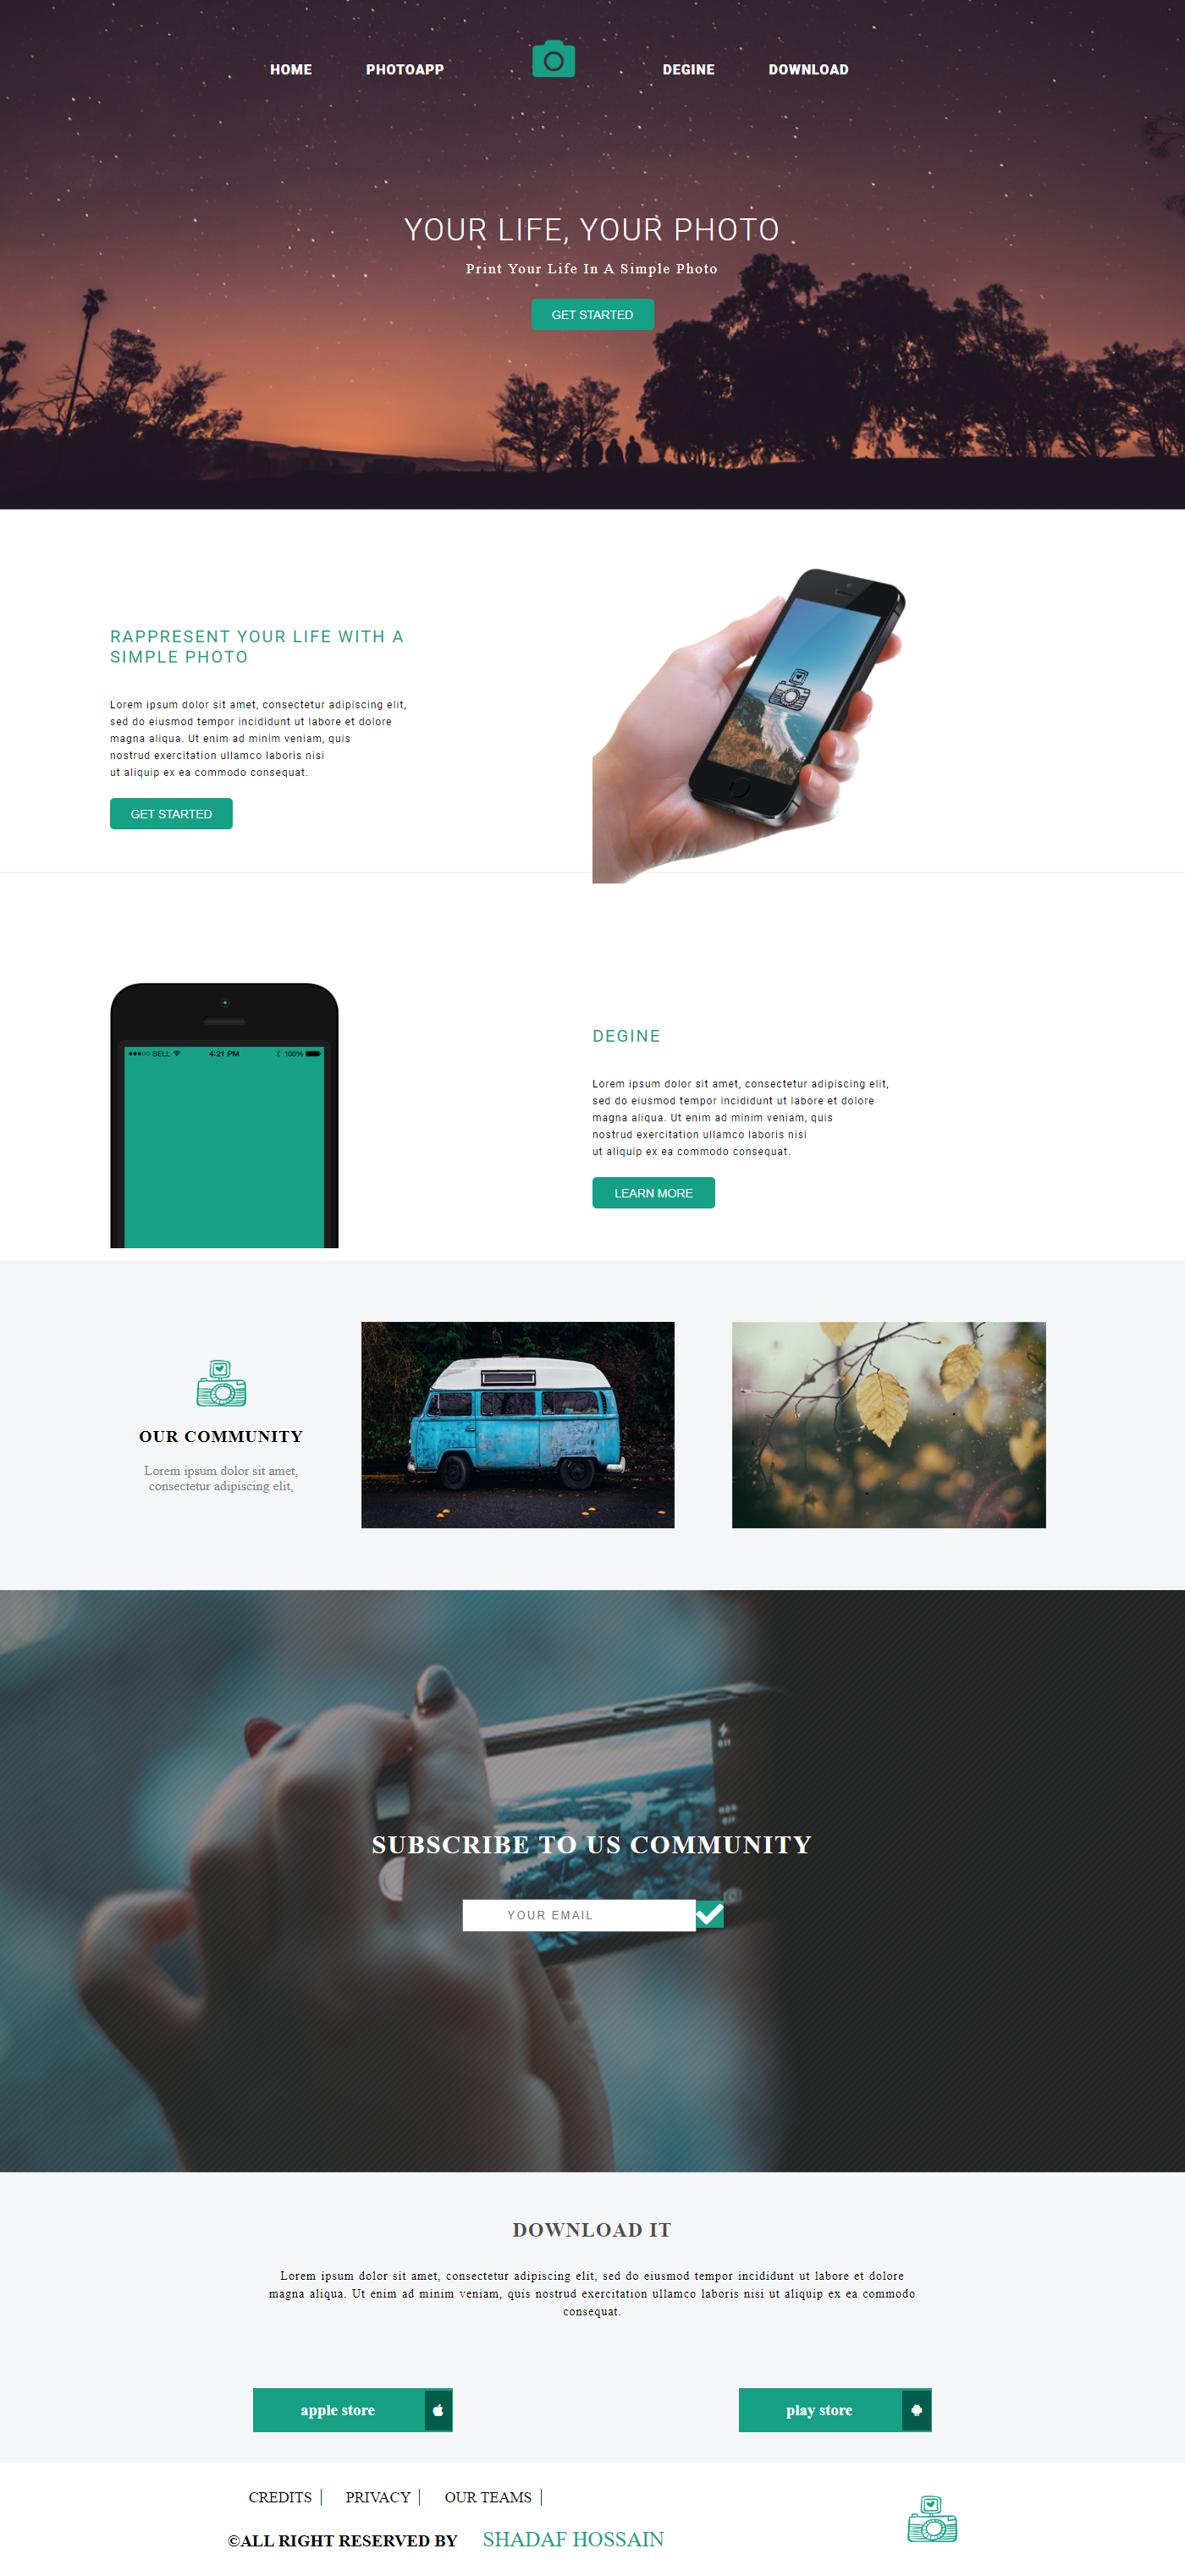 HOME PHOTOAPP DEGINE DOWNLOAD
YOUR LIFE, YOUR PHOTO
Print Your Life In A Simple Photo
GET STARTED
RAPPRESENT YOUR LIFE WITH A
SIMPLE PHOTO
Lorem ipsum dolor sit amet, consectetur adipiscing elit,
sed do eiusmod tempor incididunt ut labore et dolore
magna aliqua. Ut enim ad minim veniam, quis
nostrud exercitation ullamco laboris nisi
ut aliquip ex ea commodo consequat.
GET STARTED
BELL 4:21 PM 100%
DEGINE
Lorem ipsum dolor sit amet, consectetur adipiscing elit,
sed do eiusmod tempor incididunt ut labore et dolore
magna aliqua. Ut enim ad minim veniam, quis
nostrud exercitation ullamco laboris nisi
ut aliquip ex ea commodo consequat.
LEARN MORE
OUR COMMUNITY
Lorem ipsum dolor sit amet,
consectetur adipiscing elit,
Off
HDR
Off
SUBSCRIBE TO US COMMUNITY
YOUR EMAIL
DOWNLOAD IT
Lorem ipsum dolor sit amet, consectetur adipiscing elit, sed do eiusmod tempor incididunt ut labore et dolore
magna aliqua. Ut enim ad minim veniam, quis nostrud exercitation ullamco laboris nisi ut aliquip ex ea commodo
consequat.
apple store
play store
CREDITS PRIVACY OUR TEAMS
©ALL RIGHT RESERVED BY SHADAF HOSSAIN